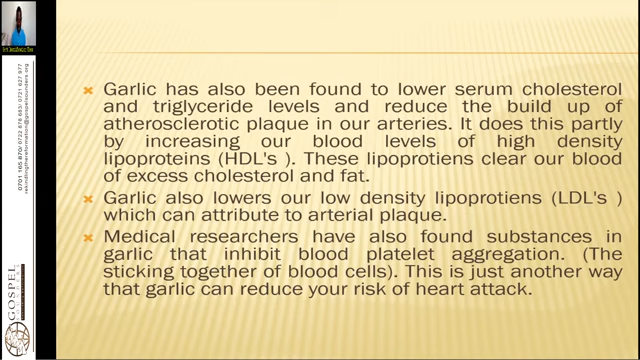 Garlic has also been found to lower serum cholesterol
and triglyceride levels and reduce the build up of
atherosclerotic plaque in our arteries. It does this partly
by increasing our blood levels of high density
lipoproteins (HDL's ). These lipoprotiens clear our blood
of excess cholesterol and fat.
Garlic also lowers our low density lipoprotiens (LDL's )
which can attribute to arterial plaque.
Medical researchers have also found substances in
garlic that inhibit blood platelet aggregation. (The
sticking together of blood cells). This is just another way
that garlic can reduce your risk of heart attack.
GOSPEL